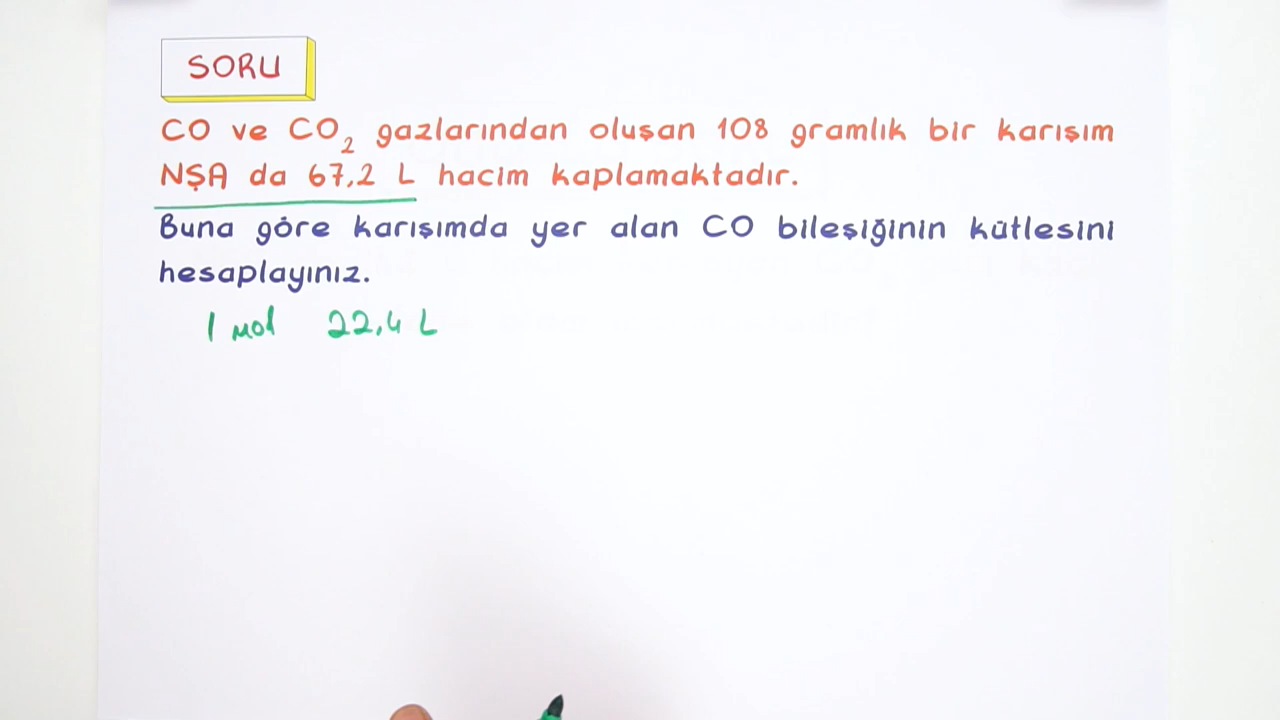 SORU
CO ve CO₂ gazlarından oluşan 108 gramlık bir karışım
NŞA da 67,2 L hacim kaplamaktadır.
Buna göre karışımda yer alan CO bileşiğinin kütlesini
hesaplayınız.
1 mol 22,4 L